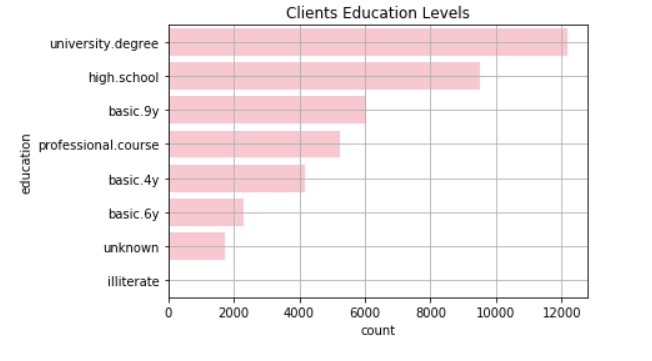 Clients Education Levels
university.degree
high.school
basic.9y
professional.course
basic.4y
basic.6y
unknown
illiterate
education
0 2000 4000 6000 8000 10000 12000
count